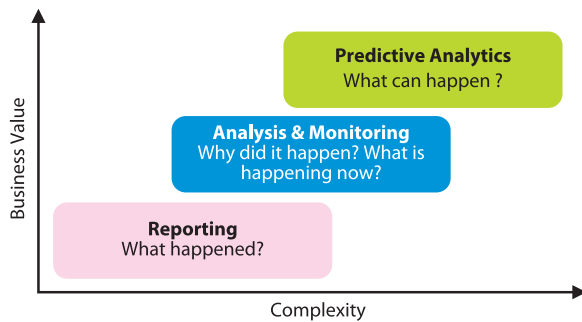 Predictive Analytics
What can happen ?
Analysis & Monitoring
Why did it happen? What is
happening now?
Reporting
What happened?
Business Value
Complexity